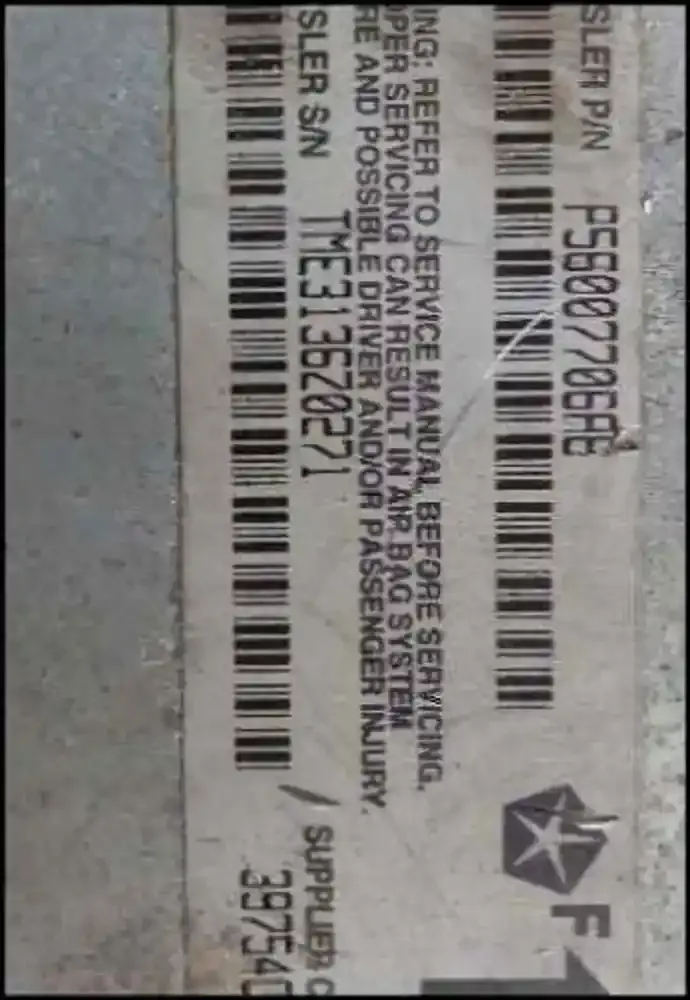 SLER P/N P56007706AB
ING: REFER TO SERVICE MANUAL BEFORE SERVICING.
OPER SERVICING CAN RESULT IN AIR BAG SYSTEM
RE AND POSSIBLE DRIVER AND/OR PASSENGER INJURY.
SLER S/N TME3136Z0271
F
SUPPLIER C
39754